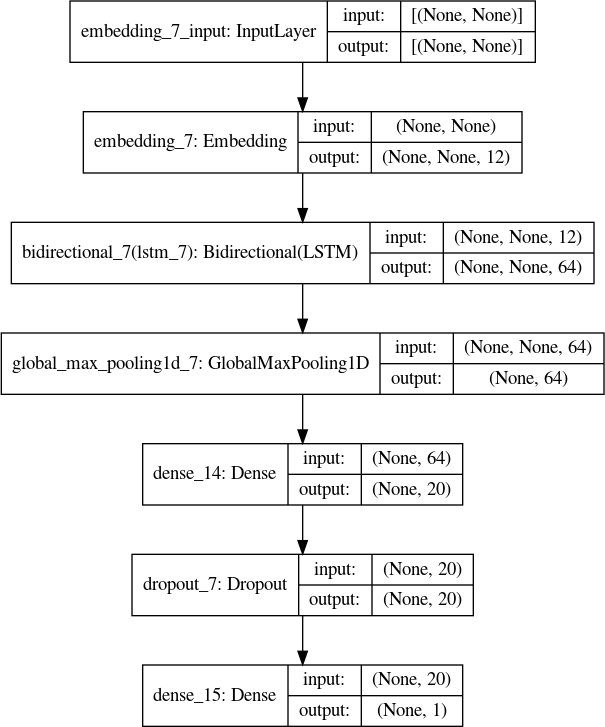 embedding_7_input: InputLayer
input:
[(None, None)]
output:
[(None, None)]
embedding_7: Embedding
input:
(None, None)
output:
(None, None, 12)
bidirectional_7(lstm_7): Bidirectional(LSTM)
input:
(None, None, 12)
output:
(None, None, 64)
global_max_pooling1d_7: GlobalMaxPooling1D
input:
(None, None, 64)
output:
(None, 64)
dense_14: Dense
input:
(None, 64)
output:
(None, 20)
dropout_7: Dropout
input:
(None, 20)
output:
(None, 20)
dense_15: Dense
input:
(None, 20)
output:
(None, 1)